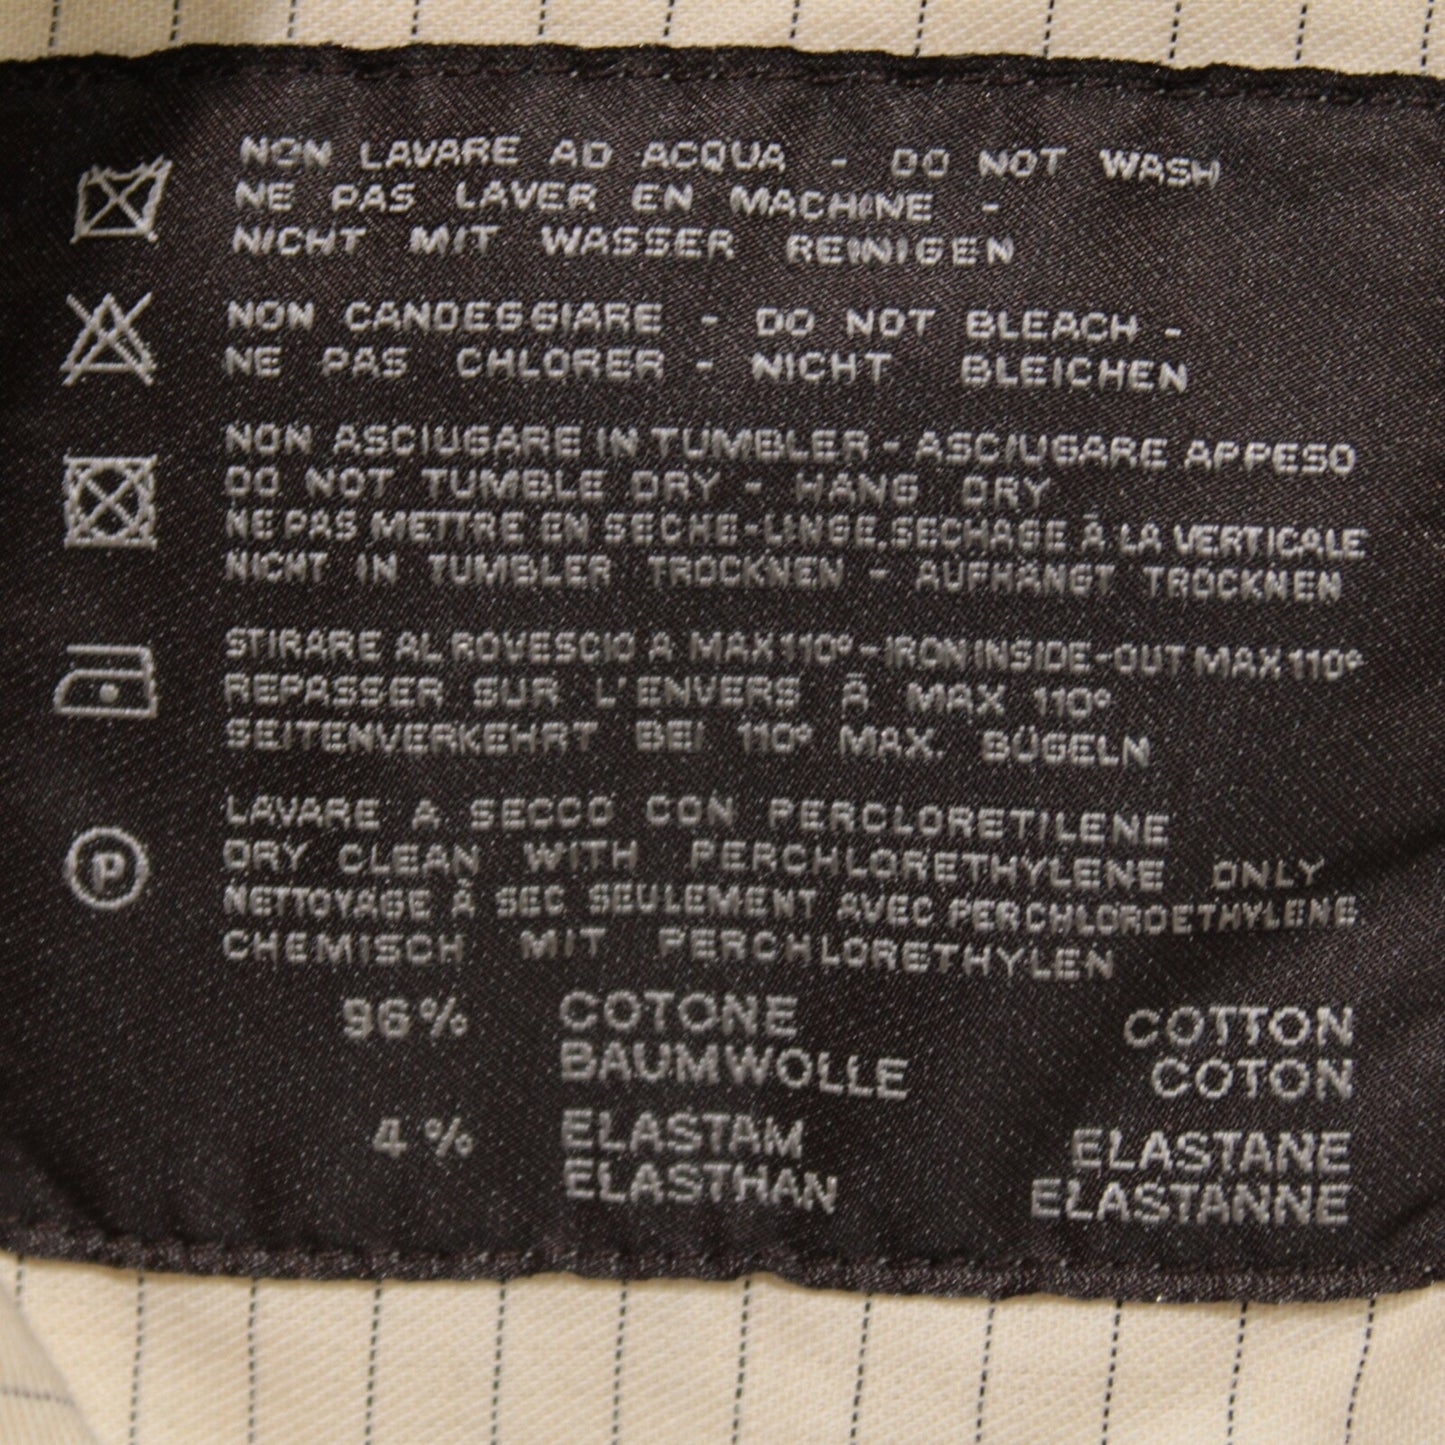 NON LAVARE AD ACQUA - DO NOT WASH
NE PAS LAVER EN MACHINE -
NICHT MIT WASSER REINIGEN
NON CANDEGGIARE - DO NOT BLEACH -
NE PAS CHLORER - NICHT BLEICHEN
NON ASCIUGARE IN TUMBLER - ASCIUGARE APPESO
DO NOT TUMBLE DRY - HANG DRY
NE PAS METTRE EN SECHE-LINGE, SECHAGE À LA VERTICALE
NICHT IN TUMBLER TROCKNEN - AUFHÄNGT TROCKNEN
STIRARE AL ROVESCIO A MAX 110° - IRON INSIDE-OUT MAX 110°
REPASSER SUR L'ENVERS À MAX 110°
SEITENVERKEHRT BEI 110° MAX. BÜGELN
LAVARE A SECCO CON PERCLORETILENE
P
DRY CLEAN WITH PERCHLORETHYLENE ONLY
NETTOYAGE À SEC SEULEMENT AVEC PERCHLOROETHYLENE
CHEMISCH MIT PERCHLORETHYLEN
96% COTONE COTTON
BAUMWOLLE COTON
4% ELASTAM ELASTANE
ELASTHAN ELASTANNE